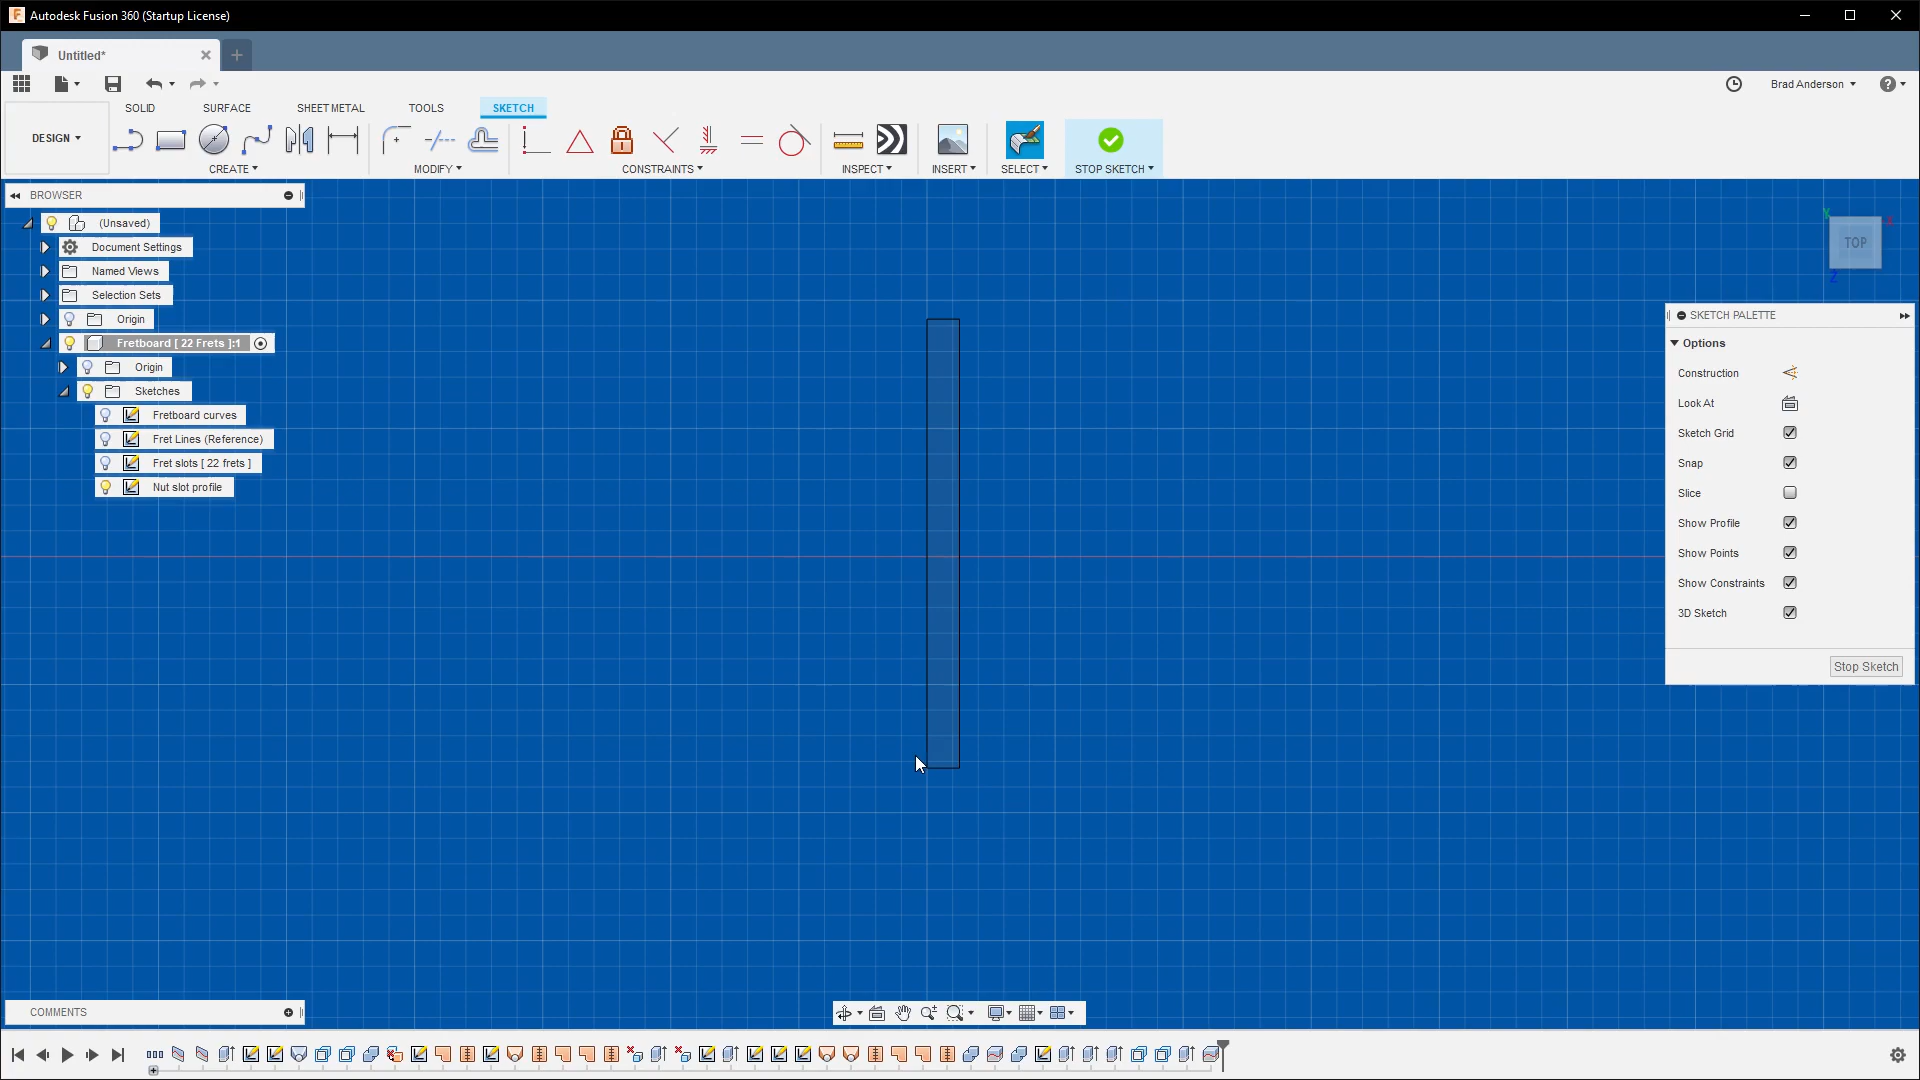 Autodesk Fusion 360 (Startup License)
Untitled*
Brad Anderson
SOLID
SURFACE
SHEET METAL
TOOLS
SKETCH
DESIGN
CREATE
MODIFY
CONSTRAINTS
INSPECT
INSERT
SELECT
STOP SKETCH
BROWSER
(Unsaved)
Document Settings
Named Views
Selection Sets
Origin
Fretboard [ 22 Frets ]:1
Origin
Sketches
Fretboard curves
Fret Lines (Reference)
Fret slots [ 22 frets ]
Nut slot profile
Y
X
TOP
Z
SKETCH PALETTE
Options
Construction
Look At
Sketch Grid
Snap
Slice
Show Profile
Show Points
Show Constraints
3D Sketch
Stop Sketch
COMMENTS